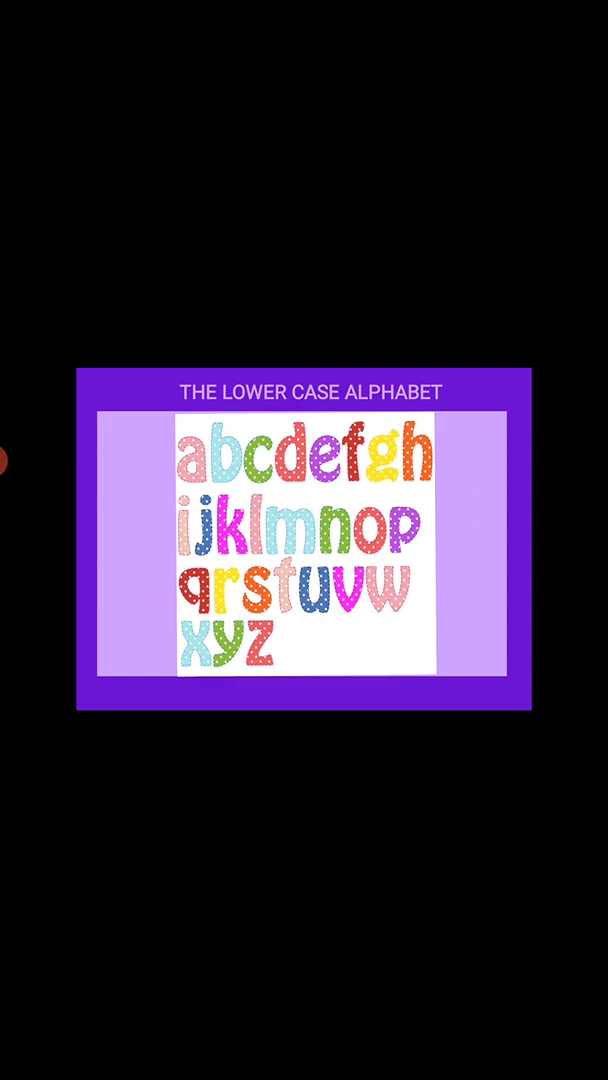 THE LOWER CASE ALPHABET
abcdefgh
ijklmnop
qrstuvw
xyz